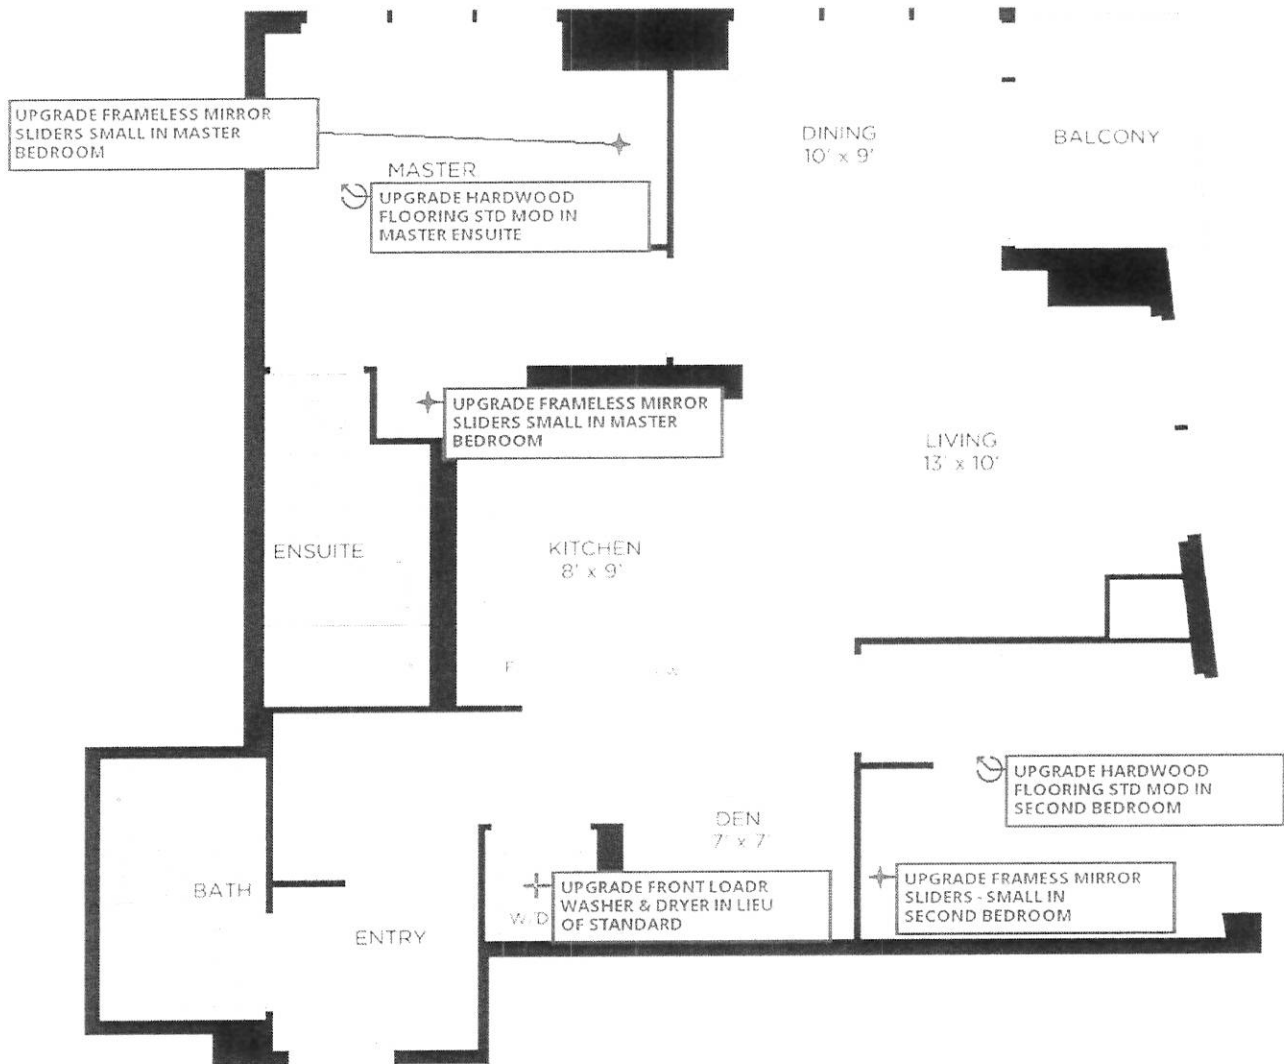 UPGRADE FRAMELESS MIRROR
SLIDERS SMALL IN MASTER
BEDROOM
MASTER
UPGRADE HARDWOOD
FLOORING STD MOD IN
MASTER ENSUITE
DINING
10' x 9'
BALCONY
UPGRADE FRAMELESS MIRROR
SLIDERS SMALL IN MASTER
BEDROOM
LIVING
13' x 10'
ENSUITE
KITCHEN
8' x 9'
F
W
UPGRADE HARDWOOD
FLOORING STD MOD IN
SECOND BEDROOM
DEN
7' x 7'
BATH
W/D
UPGRADE FRONT LOADR
WASHER & DRYER IN LIEU
OF STANDARD
UPGRADE FRAMESS MIRROR
SLIDERS - SMALL IN
SECOND BEDROOM
ENTRY